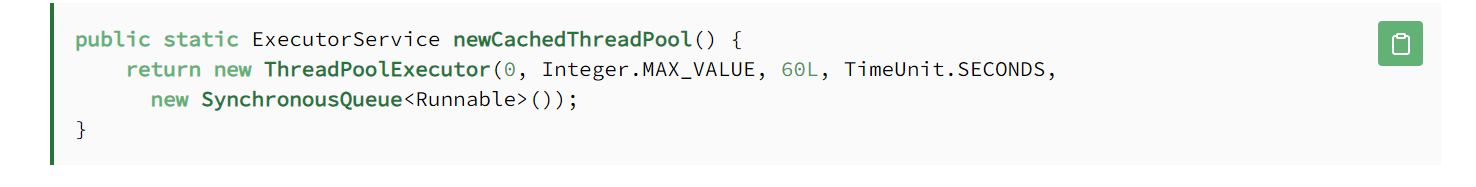 public static ExecutorService newCachedThreadPool() {
    return new ThreadPoolExecutor(0, Integer.MAX_VALUE, 60L, TimeUnit.SECONDS,
      new SynchronousQueue<Runnable>());
}